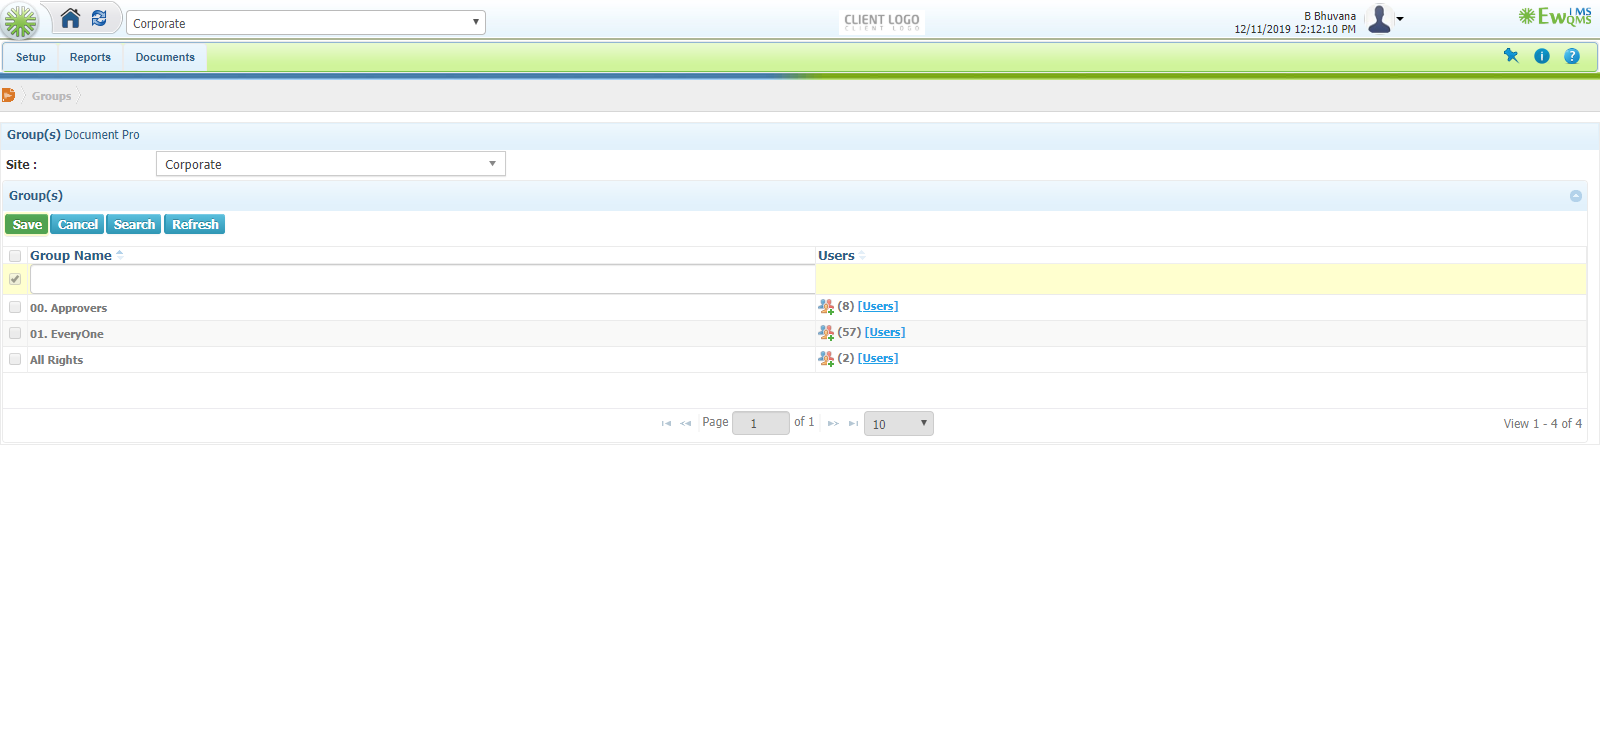 Corporate
CLIENT LOGO
CLIENT LOGO
B Bhuvana
12/11/2019 12:12:10 PM
EwQMS
IMS
Setup Reports Documents
i ?
Groups
Group(s) Document Pro
Site : Corporate
Group(s)
Save Cancel Search Refresh
Group Name Users
00. Approvers (8) [Users]
01. EveryOne (57) [Users]
All Rights (2) [Users]
Page 1 of 1 10 View 1 - 4 of 4